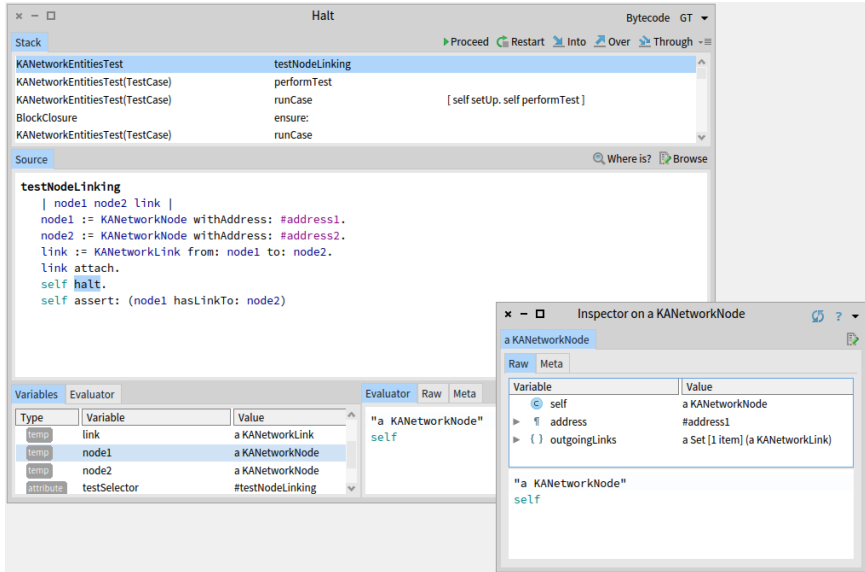 Halt
Bytecode GT
Stack
Proceed Restart Into Over Through
KANetworkEntitiesTest testNodeLinking
KANetworkEntitiesTest(TestCase) performTest
KANetworkEntitiesTest(TestCase) runCase [ self setUp. self performTest ]
BlockClosure ensure:
KANetworkEntitiesTest(TestCase) runCase
Source
Where is? Browse
testNodeLinking
| node1 node2 link |
node1 := KANetworkNode withAddress: #address1.
node2 := KANetworkNode withAddress: #address2.
link := KANetworkLink from: node1 to: node2.
link attach.
self halt.
self assert: (node1 hasLinkTo: node2)
Variables Evaluator
Type Variable Value
temp link a KANetworkLink
temp node1 a KANetworkNode
temp node2 a KANetworkNode
attribute testSelector #testNodeLinking
Evaluator Raw Meta
"a KANetworkNode"
self
Inspector on a KANetworkNode ?
a KANetworkNode
Raw Meta
Variable Value
C self a KANetworkNode
¶ address #address1
{ } outgoingLinks a Set [1 item] (a KANetworkLink)
"a KANetworkNode"
self